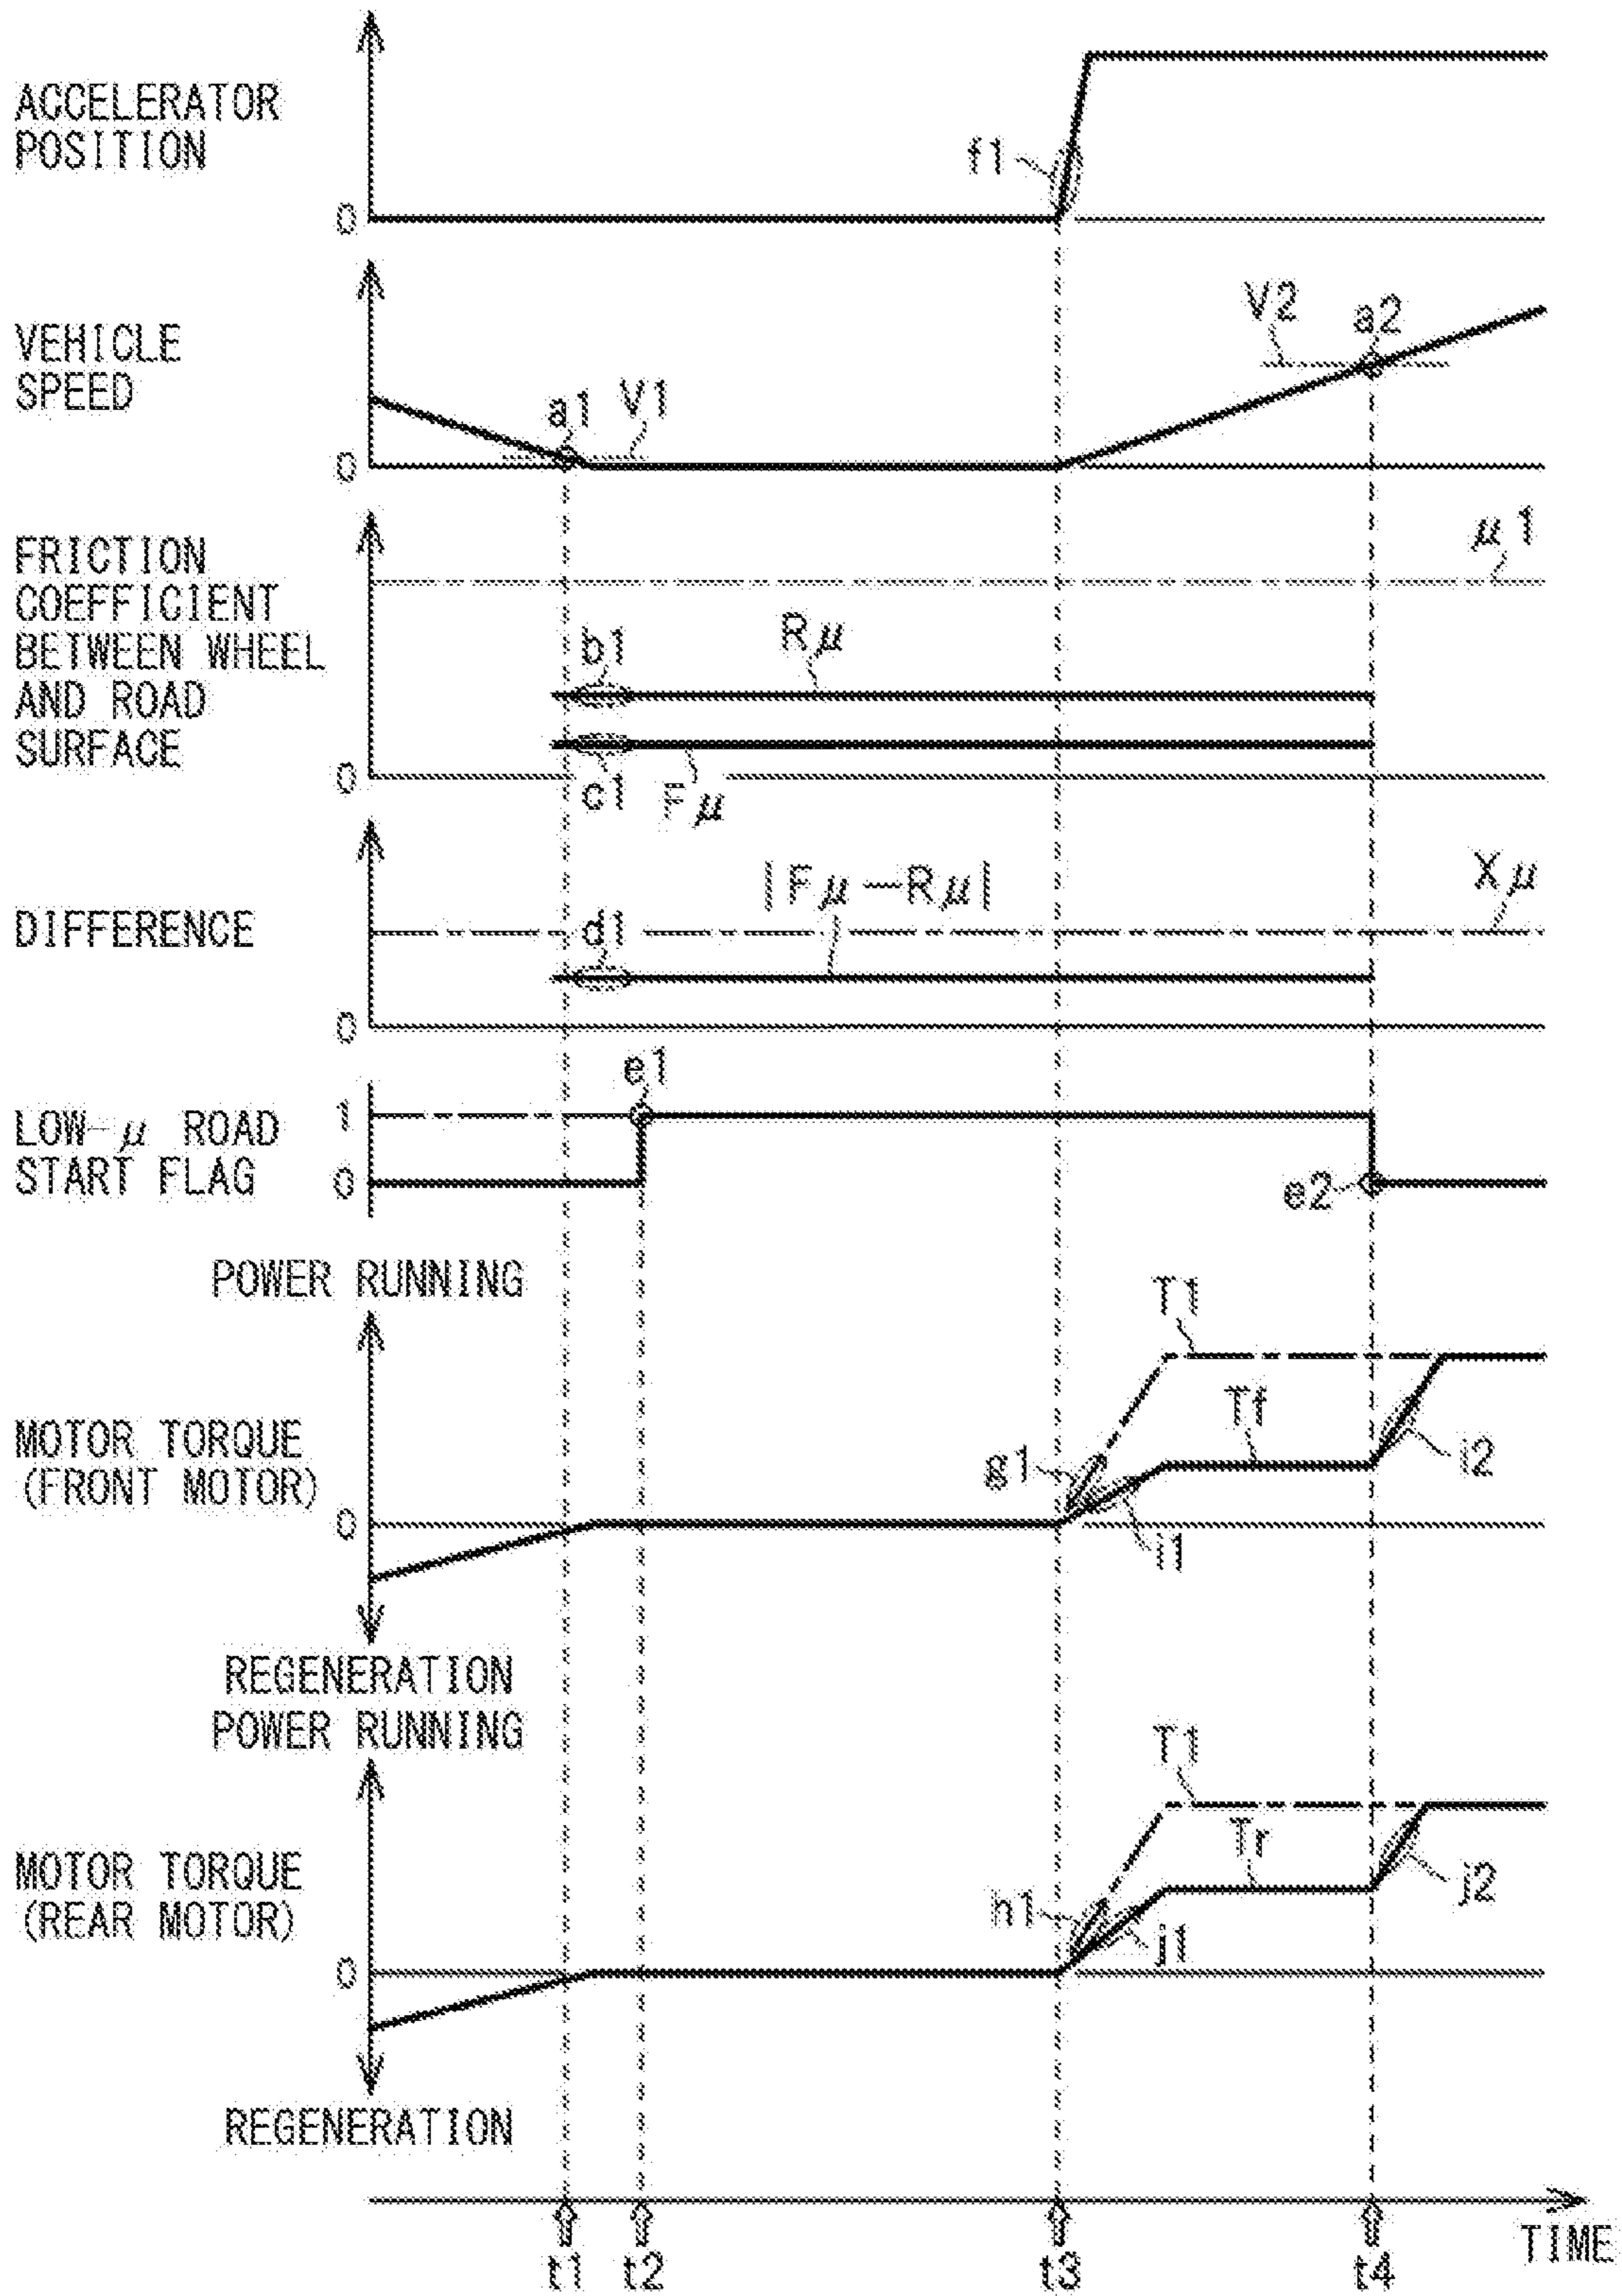 ACCELERATOR
POSITION
f1
0
VEHICLE
SPEED
V2
a2
a1
V1
0
FRICTION
COEFFICIENT
BETWEEN WHEEL
AND ROAD
SURFACE
μ1
b1
Rμ
c1
Fμ
0
DIFFERENCE
|Fμ-Rμ|
Xμ
d1
0
LOW-μ ROAD
START FLAG
1
0
e1
e2
POWER RUNNING
MOTOR TORQUE
(FRONT MOTOR)
T1
Tf
g1
i1
i2
0
REGENERATION
POWER RUNNING
MOTOR TORQUE
(REAR MOTOR)
T1
Tr
h1
j1
j2
0
REGENERATION
t1
t2
t3
t4
TIME